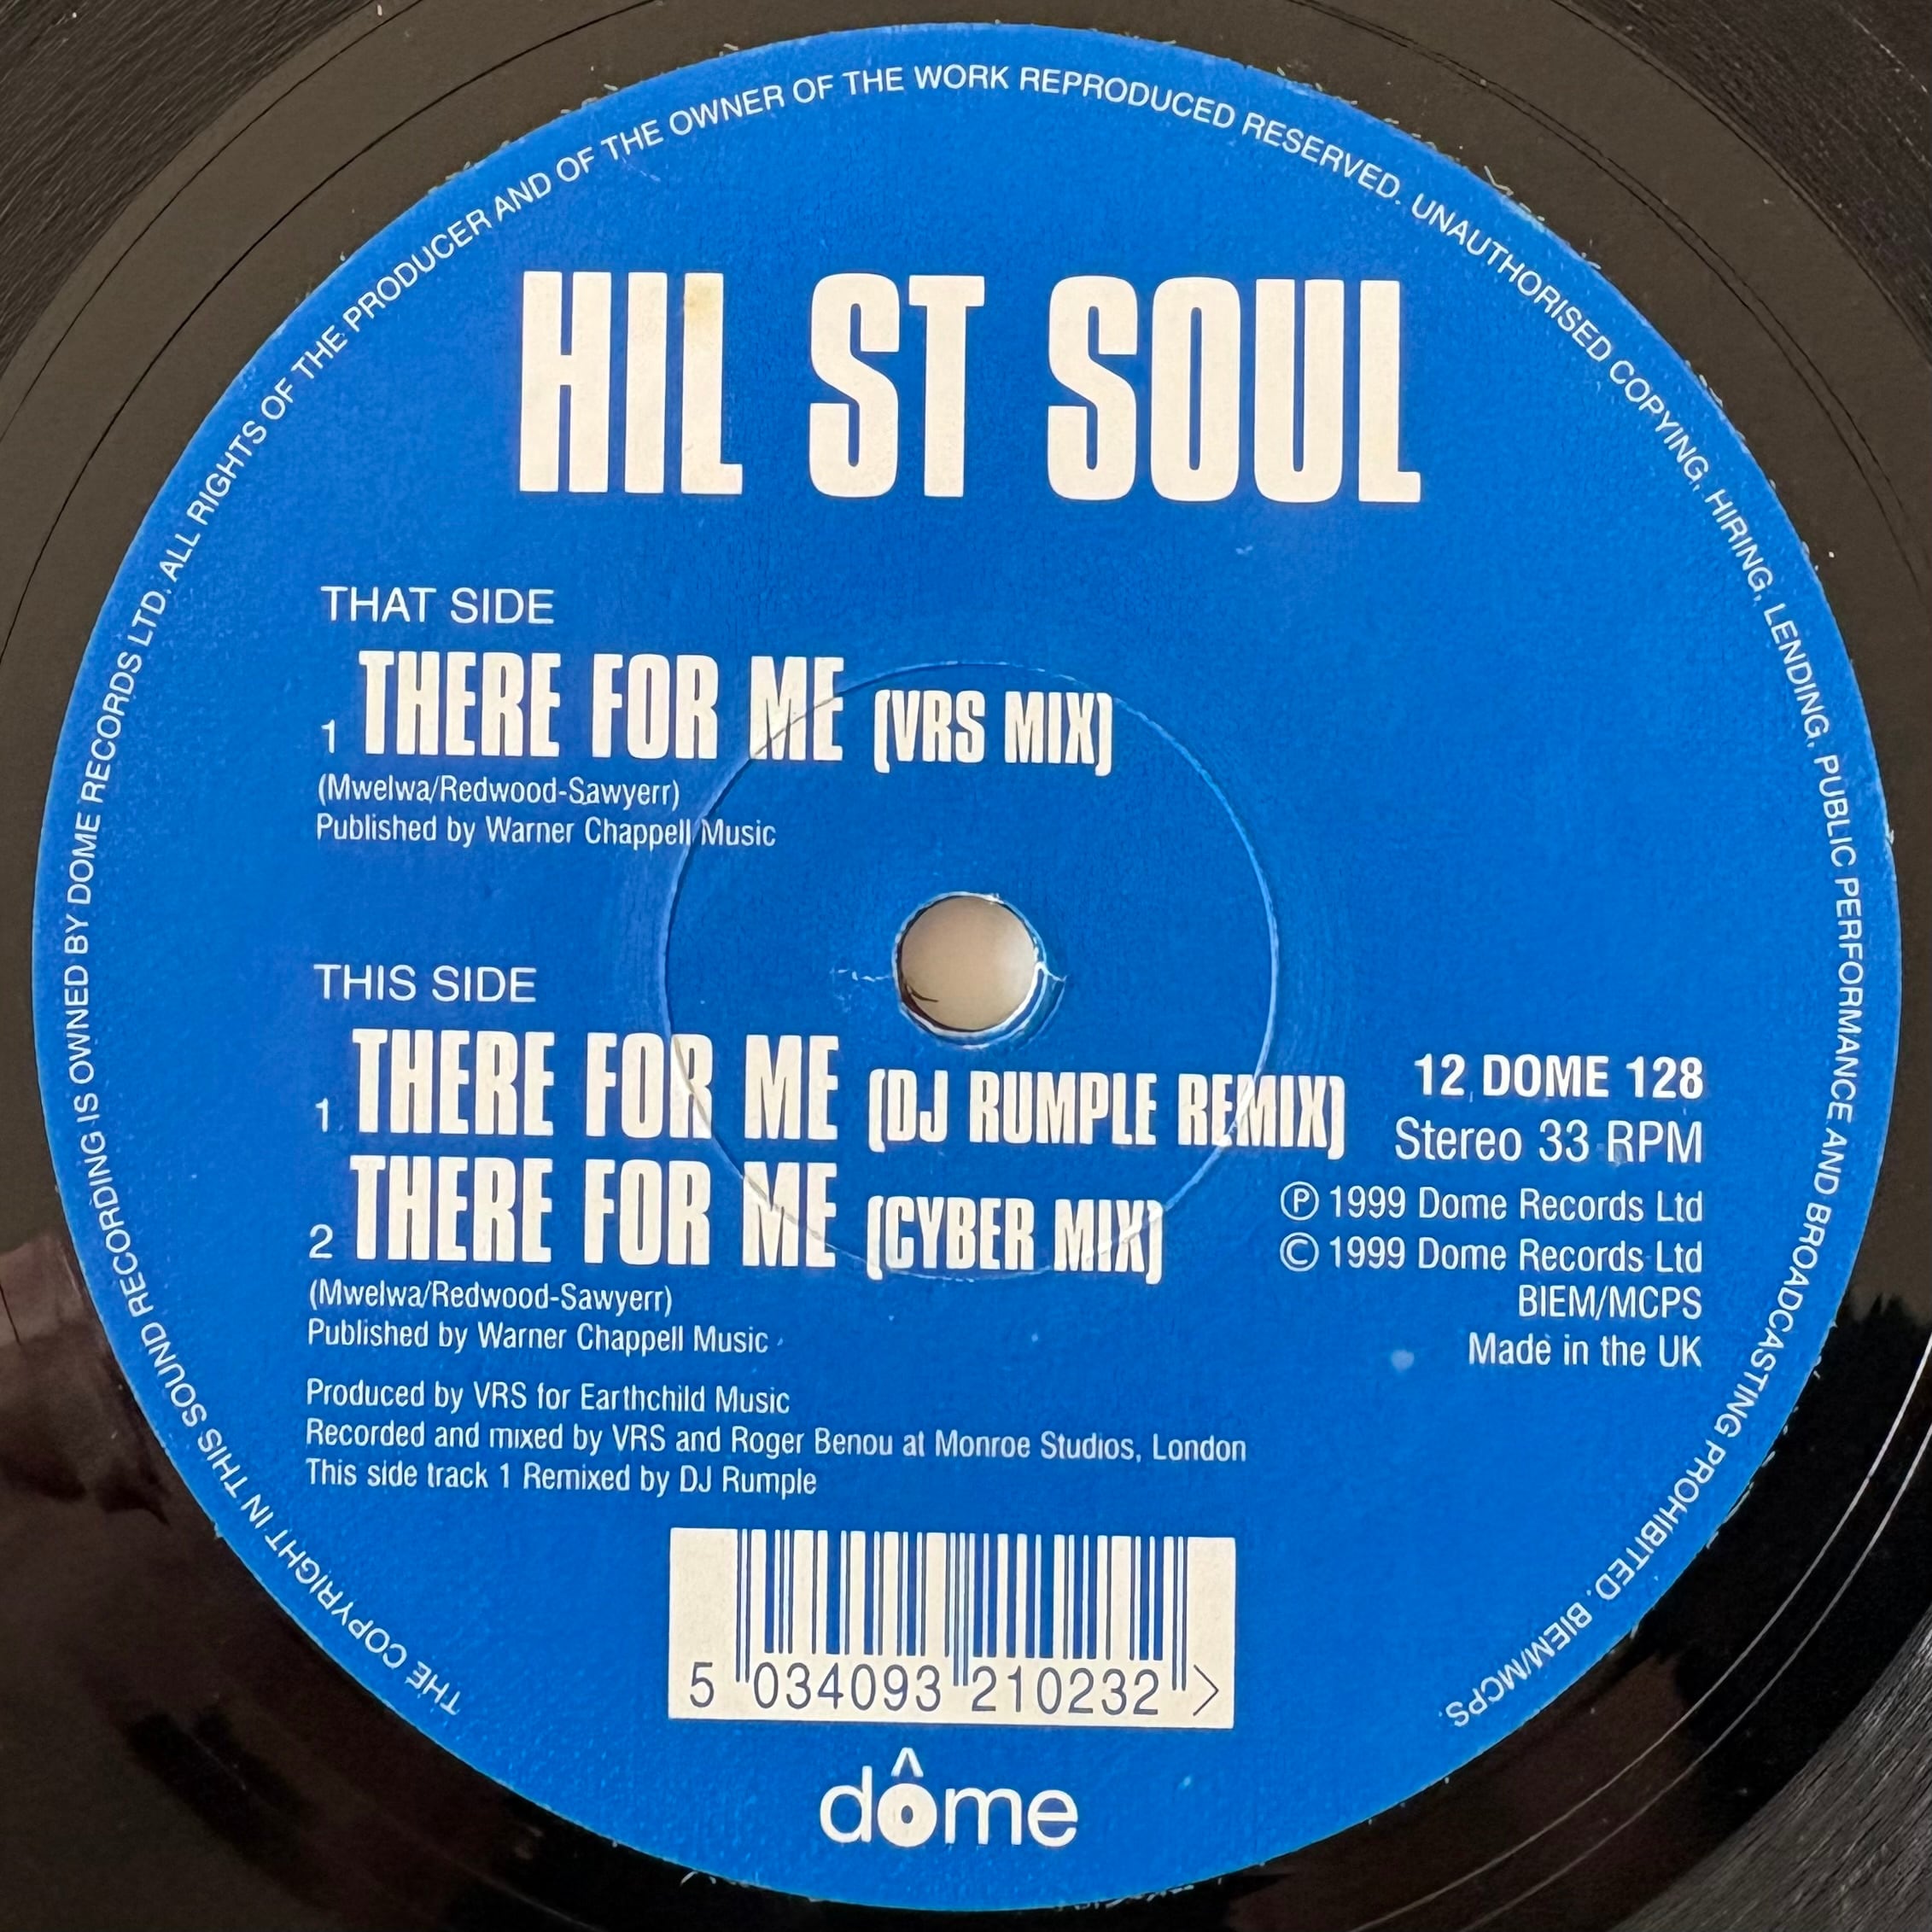 THE COPYRIGHT IN THIS SOUND RECORDING IS OWNED BY DOME RECORDS LTD. ALL RIGHTS OF THE PRODUCER AND OF THE OWNER OF THE WORK REPRODUCED RESERVED. UNAUTHORISED COPYING, HIRING, LENDING, PUBLIC PERFORMANCE AND BROADCASTING PROHIBITED. BIEM/MCPS.
HIL ST SOUL
THAT SIDE
1 THERE FOR ME (VRS MIX)
(Mwelwa/Redwood-Sawyerr)
Published by Warner Chappell Music
THIS SIDE
1 THERE FOR ME (DJ RUMPLE REMIX)
2 THERE FOR ME (CYBER MIX)
(Mwelwa/Redwood-Sawyerr)
Published by Warner Chappell Music
Produced by VRS for Earthchild Music
Recorded and mixed by VRS and Roger Benou at Monroe Studios, London
This side track 1 Remixed by DJ Rumple
12 DOME 128
Stereo 33 RPM
℗ 1999 Dome Records Ltd
© 1999 Dome Records Ltd
BIEM/MCPS
Made in the UK
5 034093 210232 >
dôme